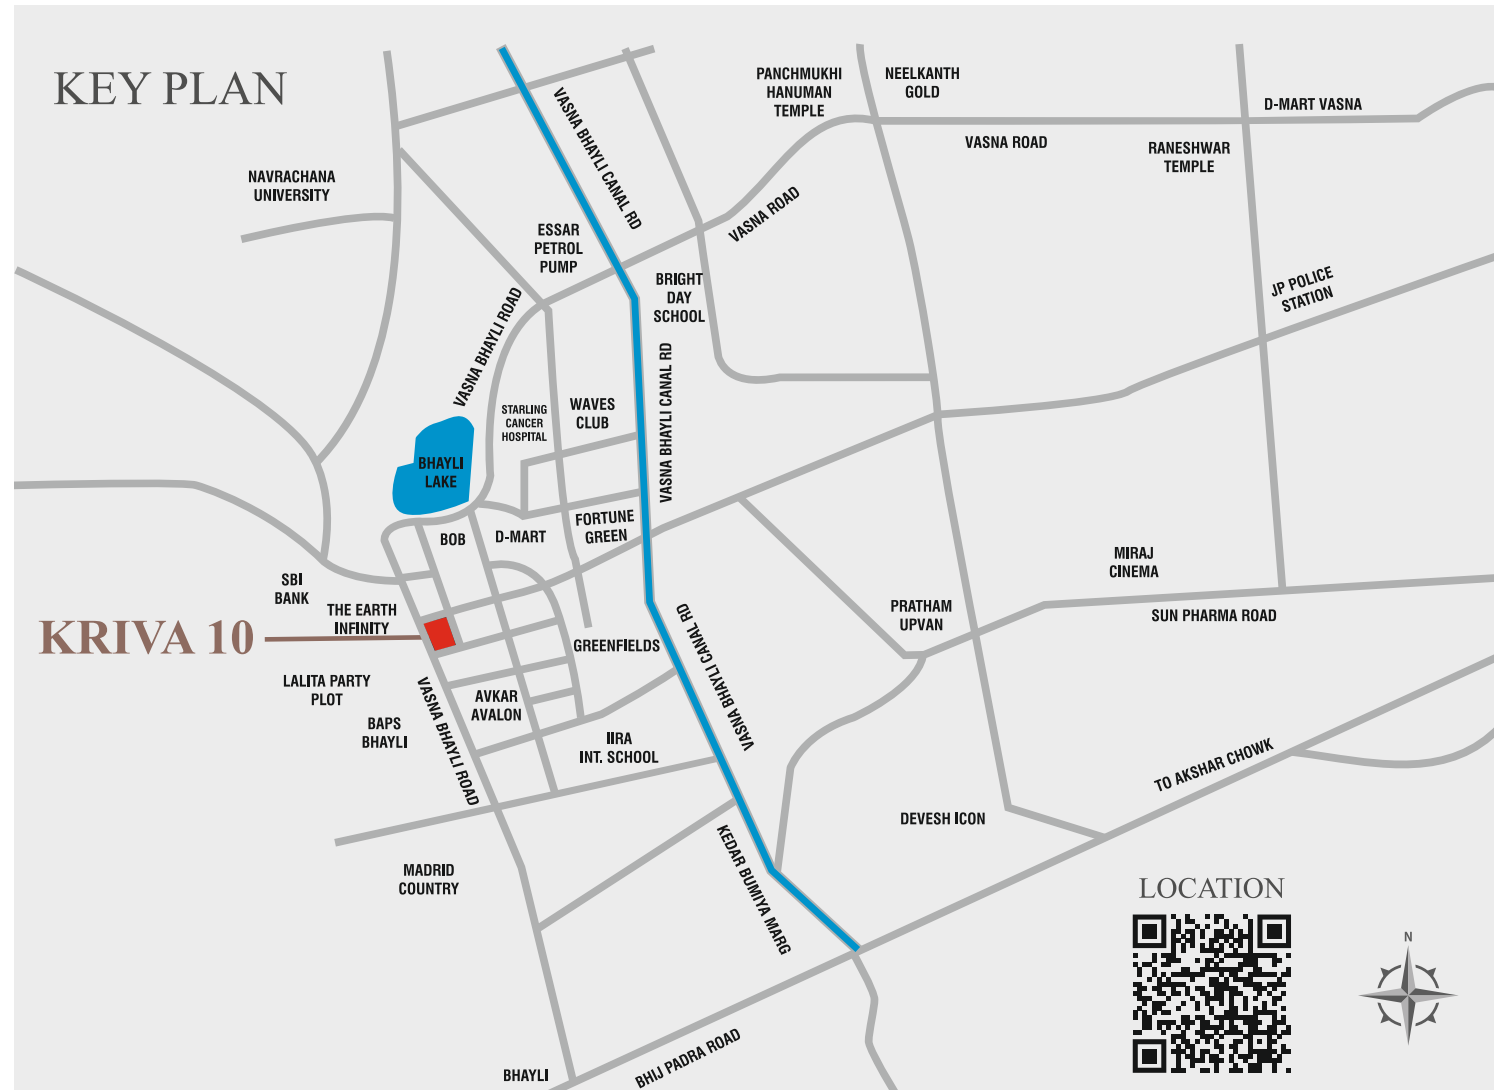 KEY PLAN
PANCHMUKHI
HANUMAN
TEMPLE
NEELKANTH
GOLD
D-MART VASNA
VASNA ROAD
RANESHWAR
TEMPLE
VASNA BHAYLI CANAL RD
NAVRACHANA
UNIVERSITY
VASNA ROAD
ESSAR
PETROL
PUMP
BRIGHT
DAY
SCHOOL
JP POLICE
STATION
VASNA BHAYLI ROAD
VASNA BHAYLI CANAL RD
STARLING
CANCER
HOSPITAL
WAVES
CLUB
BHAYLI
LAKE
BOB
D-MART
FORTUNE
GREEN
MIRAJ
CINEMA
SBI
BANK
THE EARTH
INFINITY
KRIVA 10
PRATHAM
UPVAN
SUN PHARMA ROAD
GREENFIELDS
VASNA BHAYLI CANAL RD
LALITA PARTY
PLOT
VASNA BHAYLI ROAD
AVKAR
AVALON
BAPS
BHAYLI
IIRA
INT. SCHOOL
TO AKSHAR CHOWK
DEVESH ICON
KEDAR BUMIYA MARG
MADRID
COUNTRY
LOCATION
N
BHAYLI
BHIJ PADRA ROAD